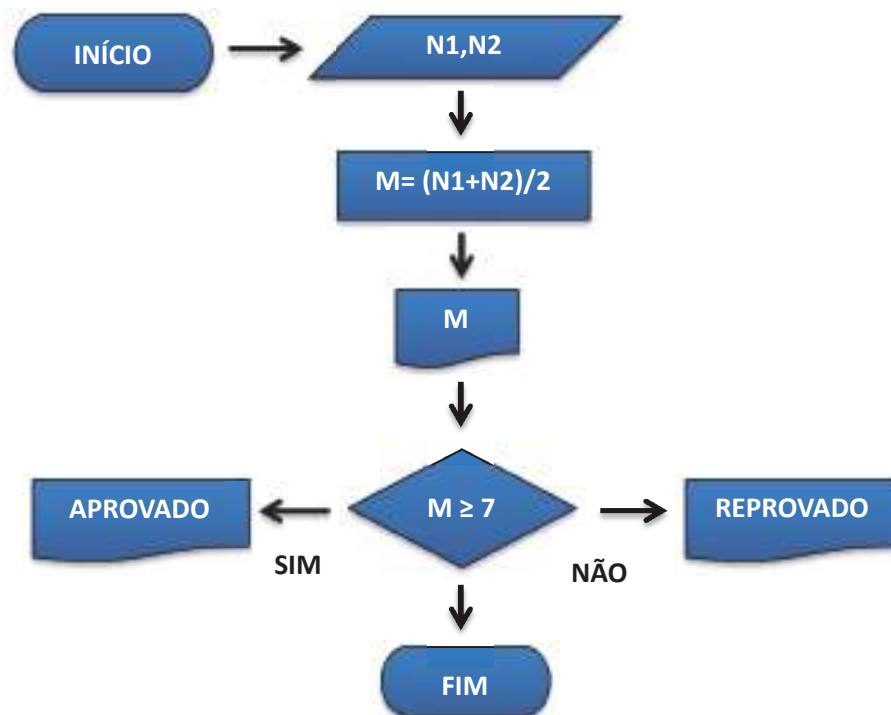 INÍCIO
N1,N2
M= (N1+N2)/2
M
M ≥ 7
APROVADO
REPROVADO
SIM
NÃO
FIM